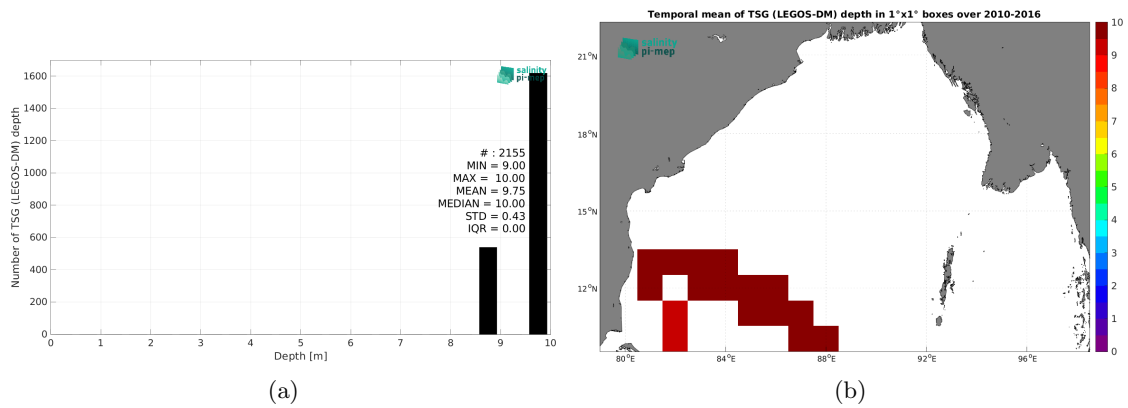 salinity
pi-mep
Number of TSG (LEGOS-DM) depth
1600
1400
1200
1000
800
600
400
200
0
# : 2155
MIN = 9.00
MAX = 10.00
MEAN = 9.75
MEDIAN = 10.00
STD = 0.43
IQR = 0.00
0 1 2 3 4 5 6 7 8 9 10
Depth [m]
(a)
Temporal mean of TSG (LEGOS-DM) depth in 1°x1° boxes over 2010-2016
salinity
pi-mep
21°N
18°N
15°N
12°N
80°E 84°E 88°E 92°E 96°E
10
9
8
7
6
5
4
3
2
1
0
(b)